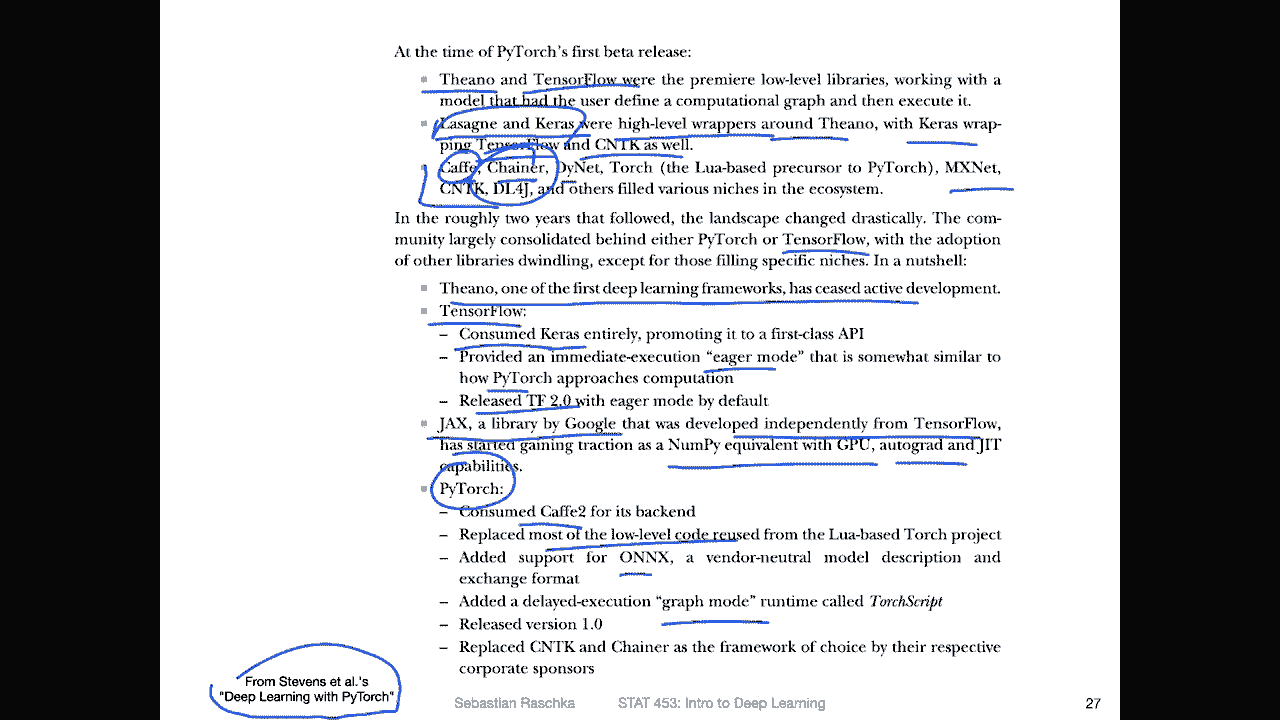 At the time of PyTorch's first beta release:
Theano and TensorFlow were the premiere low-level libraries, working with a
model that had the user define a computational graph and then execute it.
Lasagne and Keras were high-level wrappers around Theano, with Keras wrap-
ping TensorFlow and CNTK as well.
Caffe, Chainer, DyNet, Torch (the Lua-based precursor to PyTorch), MXNet,
CNTK, DL4J, and others filled various niches in the ecosystem.
In the roughly two years that followed, the landscape changed drastically. The com-
munity largely consolidated behind either PyTorch or TensorFlow, with the adoption
of other libraries dwindling, except for those filling specific niches. In a nutshell:
Theano, one of the first deep learning frameworks, has ceased active development.
TensorFlow:
– Consumed Keras entirely, promoting it to a first-class API
– Provided an immediate-execution "eager mode" that is somewhat similar to
how PyTorch approaches computation
– Released TF 2.0 with eager mode by default
JAX, a library by Google that was developed independently from TensorFlow,
has started gaining traction as a NumPy equivalent with GPU, autograd and JIT
capabilities.
PyTorch:
– Consumed Caffe2 for its backend
– Replaced most of the low-level code reused from the Lua-based Torch project
– Added support for ONNX, a vendor-neutral model description and
exchange format
– Added a delayed-execution "graph mode" runtime called TorchScript
– Released version 1.0
– Replaced CNTK and Chainer as the framework of choice by their respective
corporate sponsors
From Stevens et al.'s
"Deep Learning with PyTorch"
Sebastian Raschka STAT 453: Intro to Deep Learning 27